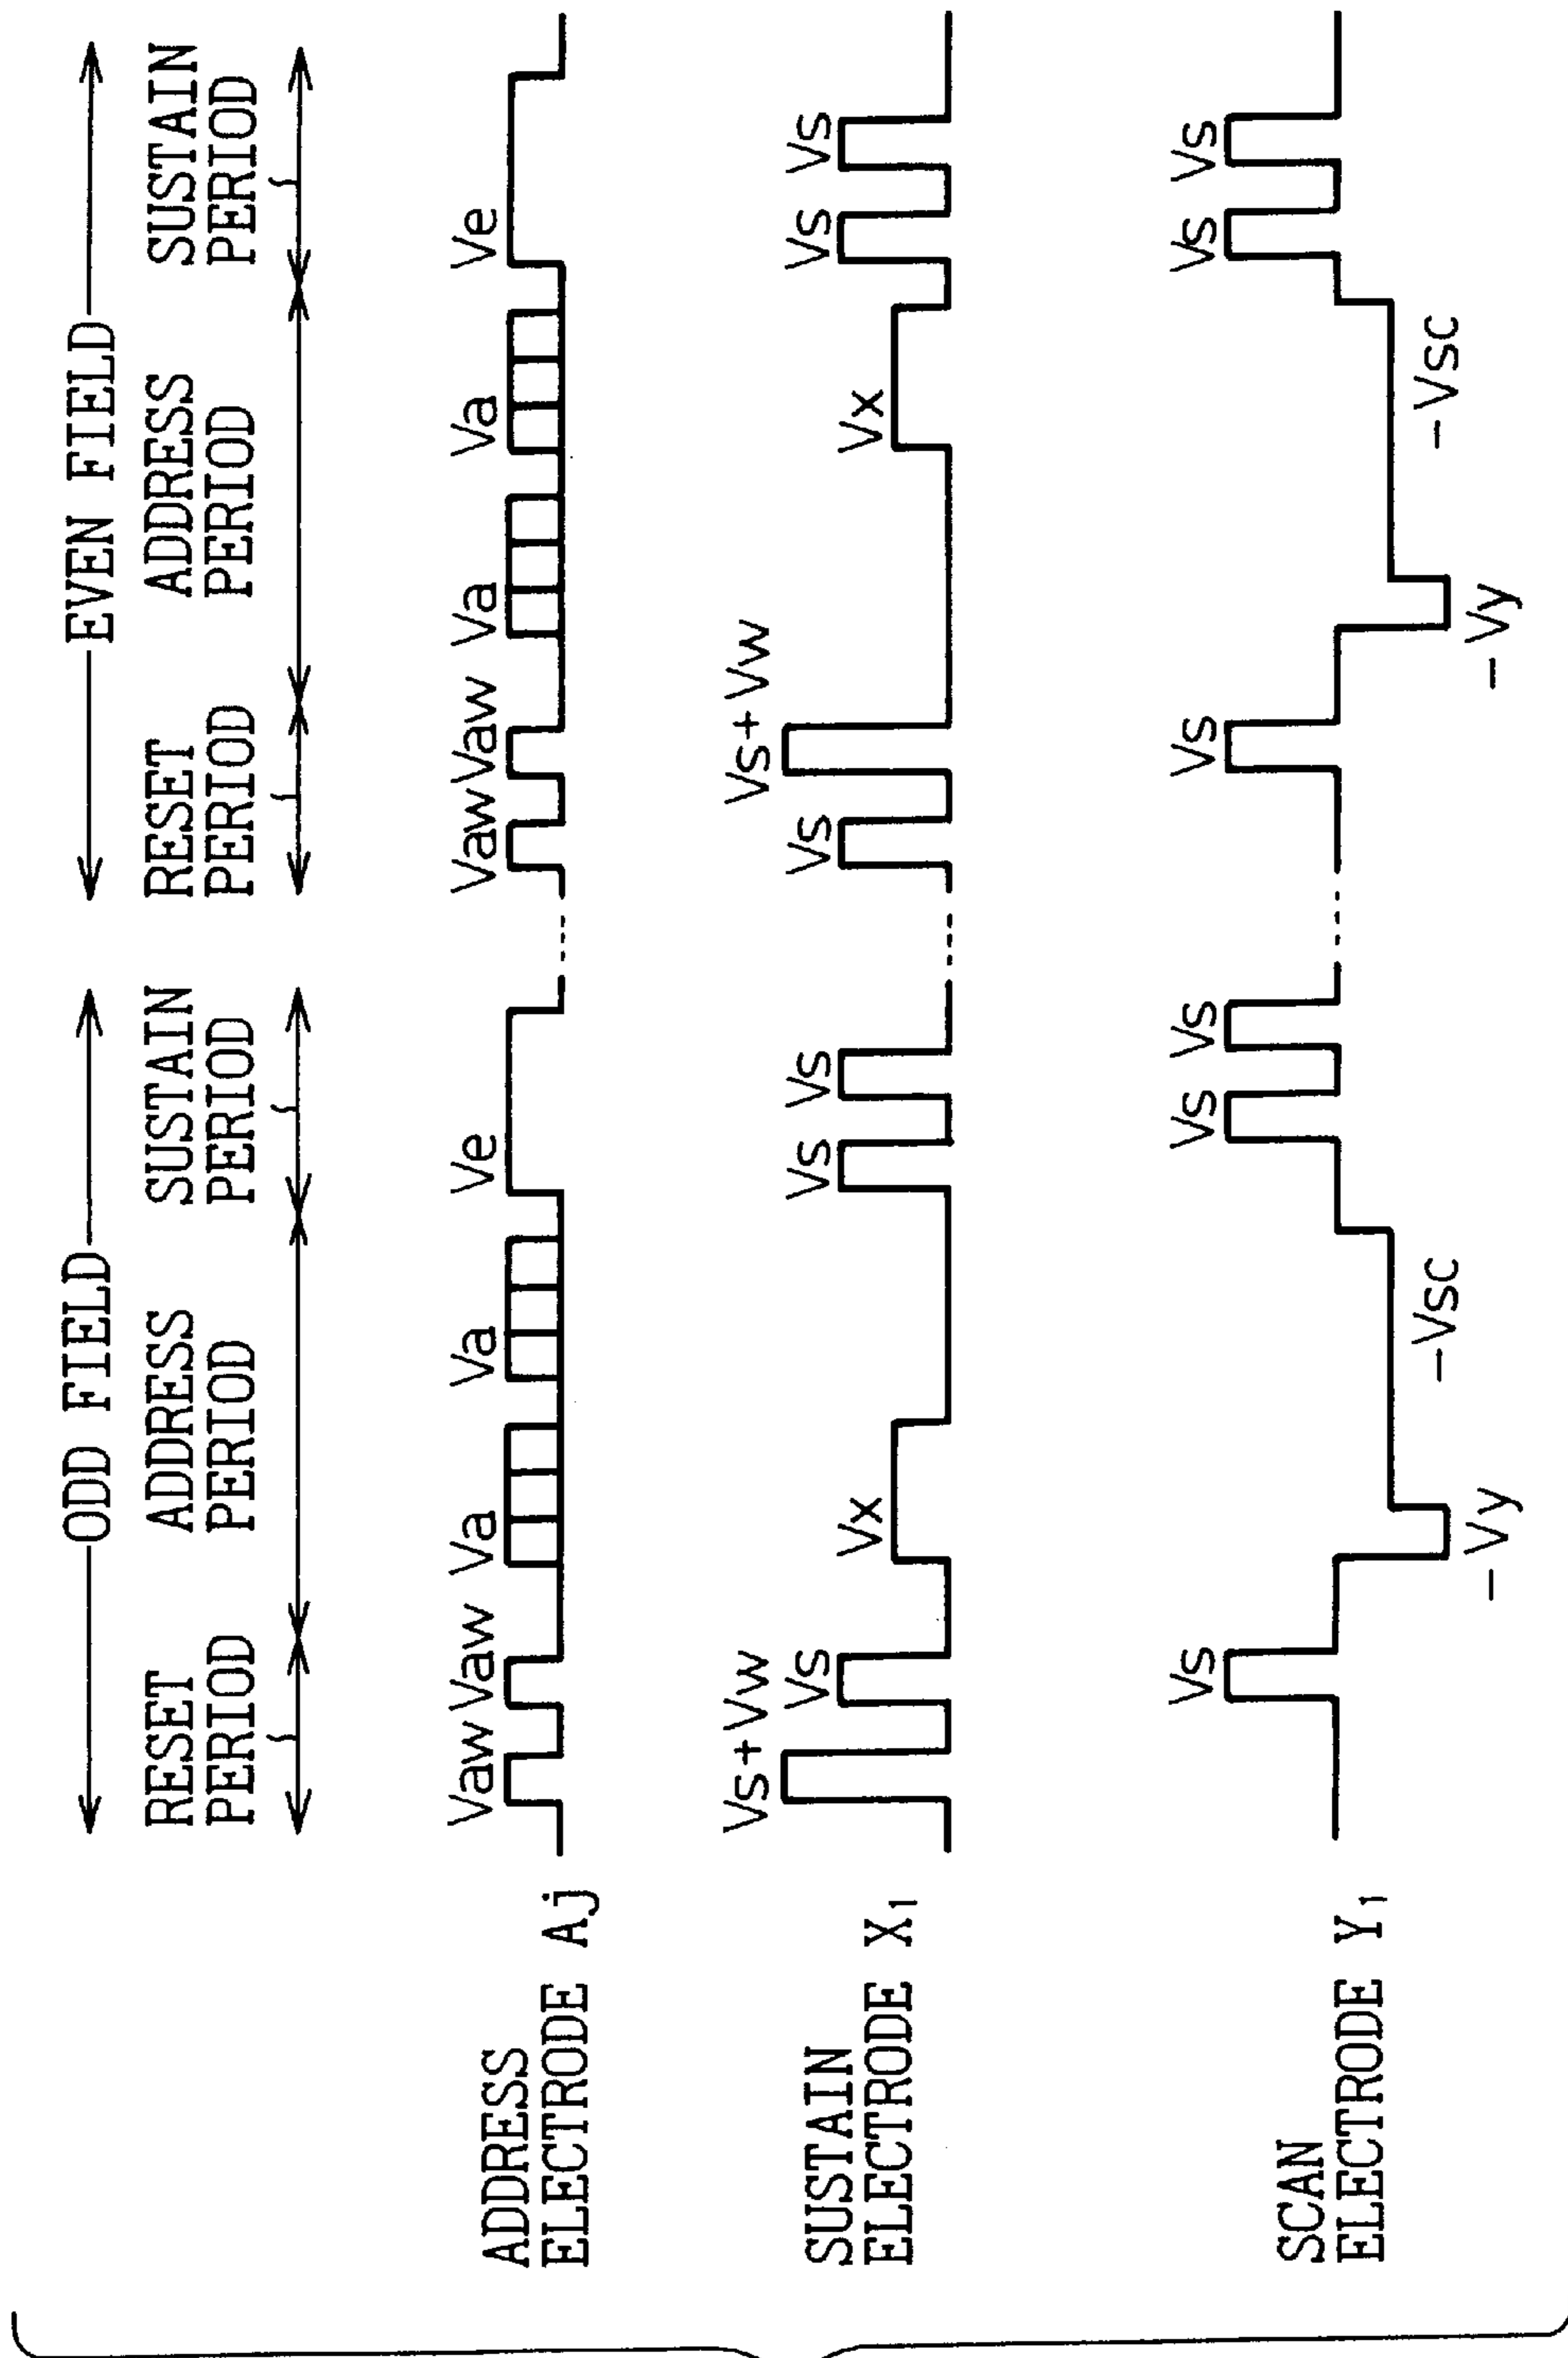 ODD FIELD
EVEN FIELD
RESET
PERIOD
ADDRESS
PERIOD
SUSTAIN
PERIOD
RESET
PERIOD
ADDRESS
PERIOD
SUSTAIN
PERIOD
ADDRESS
ELECTRODE Aj
Vaw Vaw Va Va Ve Vaw Vaw Va Va Ve
SUSTAIN
ELECTRODE X1
Vs+Vw Vs Vx Vs Vs Vs Vs+Vw Vx Vs Vs
SCAN
ELECTRODE Y1
Vs -Vy -Vsc Vs Vs Vs -Vy -Vsc Vs Vs